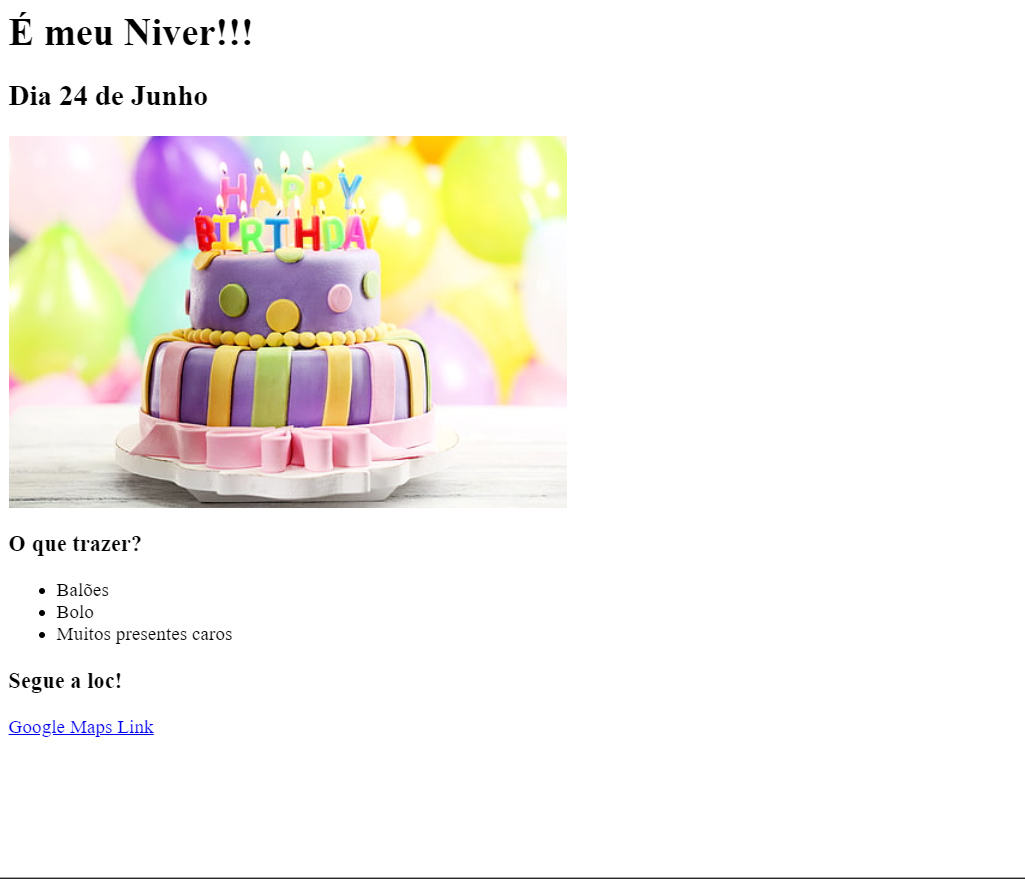 É meu Niver!!!
Dia 24 de Junho
HAPPY
BIRTHDAY
O que trazer?
Balões
Bolo
Muitos presentes caros
Segue a loc!
Google Maps Link